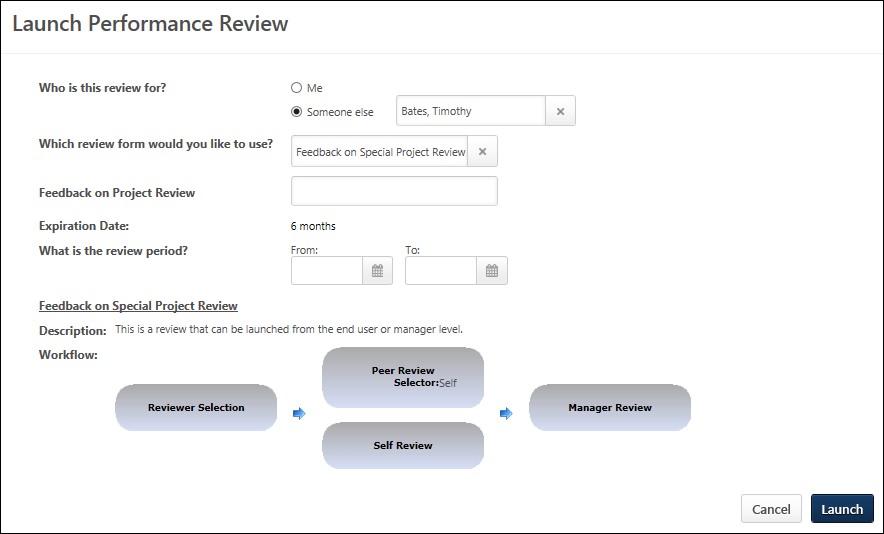 Launch Performance Review
Who is this review for?
Me
Someone else
Bates, Timothy
Which review form would you like to use?
Feedback on Special Project Review
Feedback on Project Review
Expiration Date:
6 months
What is the review period?
From:
To:
Feedback on Special Project Review
Description: This is a review that can be launched from the end user or manager level.
Workflow:
Reviewer Selection
Peer Review
Selector:Self
Self Review
Manager Review
Cancel
Launch